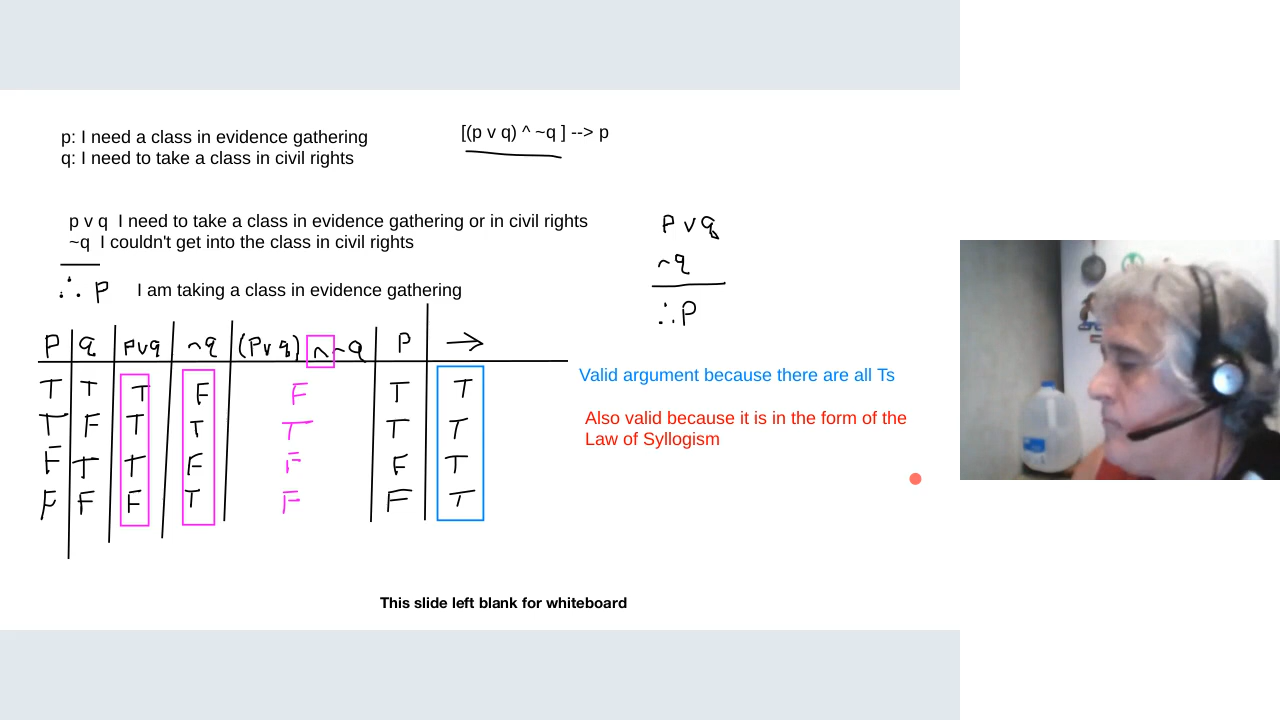 p: I need a class in evidence gathering
q: I need to take a class in civil rights
[(p v q) ^ ~q ] --> p
p v q  I need to take a class in evidence gathering or in civil rights
~q  I couldn't get into the class in civil rights
∴ P  I am taking a class in evidence gathering
P v q
~q
∴ P
P | q | p v q | ~q | (P v q) ^ ~q | P | →
T | T | T | F | F | T | T
T | F | T | T | T | T | T
F | T | T | F | F | F | T
F | F | F | T | F | F | T
Valid argument because there are all Ts
Also valid because it is in the form of the
Law of Syllogism
This slide left blank for whiteboard